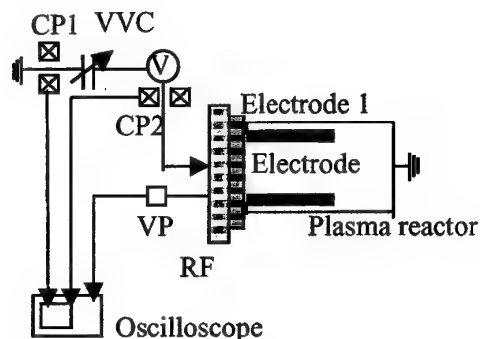 CP1
VVC
V
CP2
Electrode 1
Electrode
VP
Plasma reactor
RF
Oscilloscope